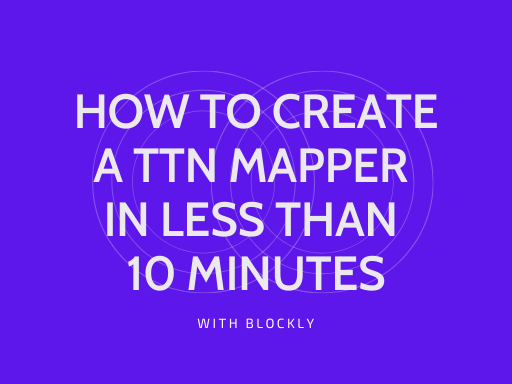 HOW TO CREATE
A TTN MAPPER
IN LESS THAN
10 MINUTES
WITH BLOCKLY